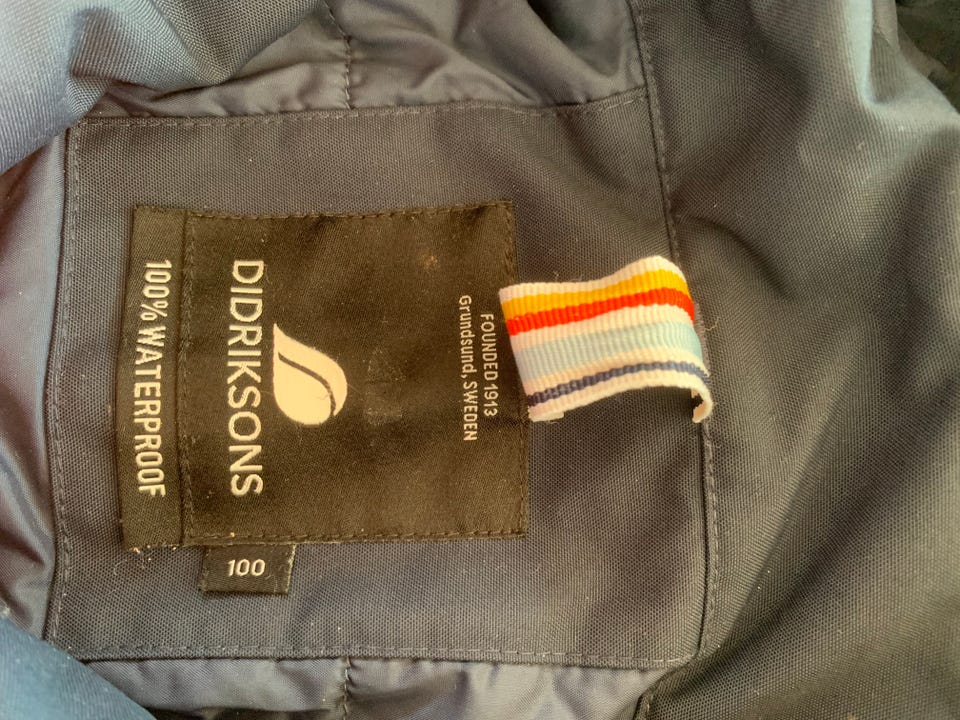 FOUNDED 1913
Grundsund, SWEDEN
DIDRIKSONS
100% WATERPROOF
100